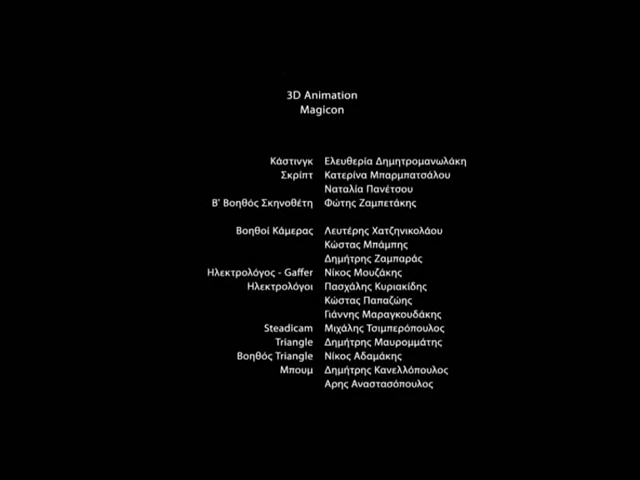 3D Animation
Magicon
Κάστινγκ Ελευθερία Δημητρομανωλάκη
Σκρίπτ Κατερίνα Μπαρμπατσάλου
Ναταλία Πανέτσου
Β' Βοηθός Σκηνοθέτη Φώτης Ζαμπετάκης
Βοηθοί Κάμερας Λευτέρης Χατζηνικολάου
Κώστας Μπάμπης
Δημήτρης Ζαμπαράς
Ηλεκτρολόγος - Gaffer Νίκος Μουζάκης
Ηλεκτρολόγοι Πασχάλης Κυριακίδης
Κώστας Παπαζώης
Γιάννης Μαραγκουδάκης
Steadicam Μιχάλης Τσιμπερόπουλος
Triangle Δημήτρης Μαυρομμάτης
Βοηθός Triangle Νίκος Αδαμάκης
Μπουμ Δημήτρης Κανελλόπουλος
Αρης Αναστασόπουλος